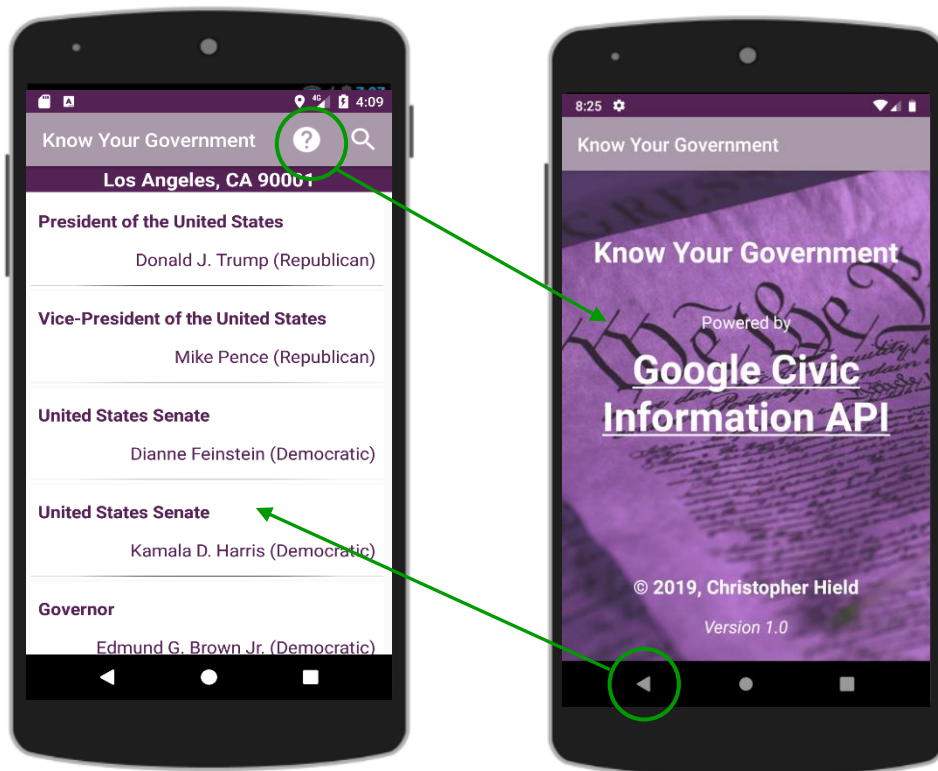 4G 4:09
Know Your Government
Los Angeles, CA 90001
President of the United States
Donald J. Trump (Republican)
Vice-President of the United States
Mike Pence (Republican)
United States Senate
Dianne Feinstein (Democratic)
United States Senate
Kamala D. Harris (Democratic)
Governor
Edmund G. Brown Jr. (Democratic)
8:25
Know Your Government
Know Your Government
Powered by
Google Civic
Information API
© 2019, Christopher Hield
Version 1.0